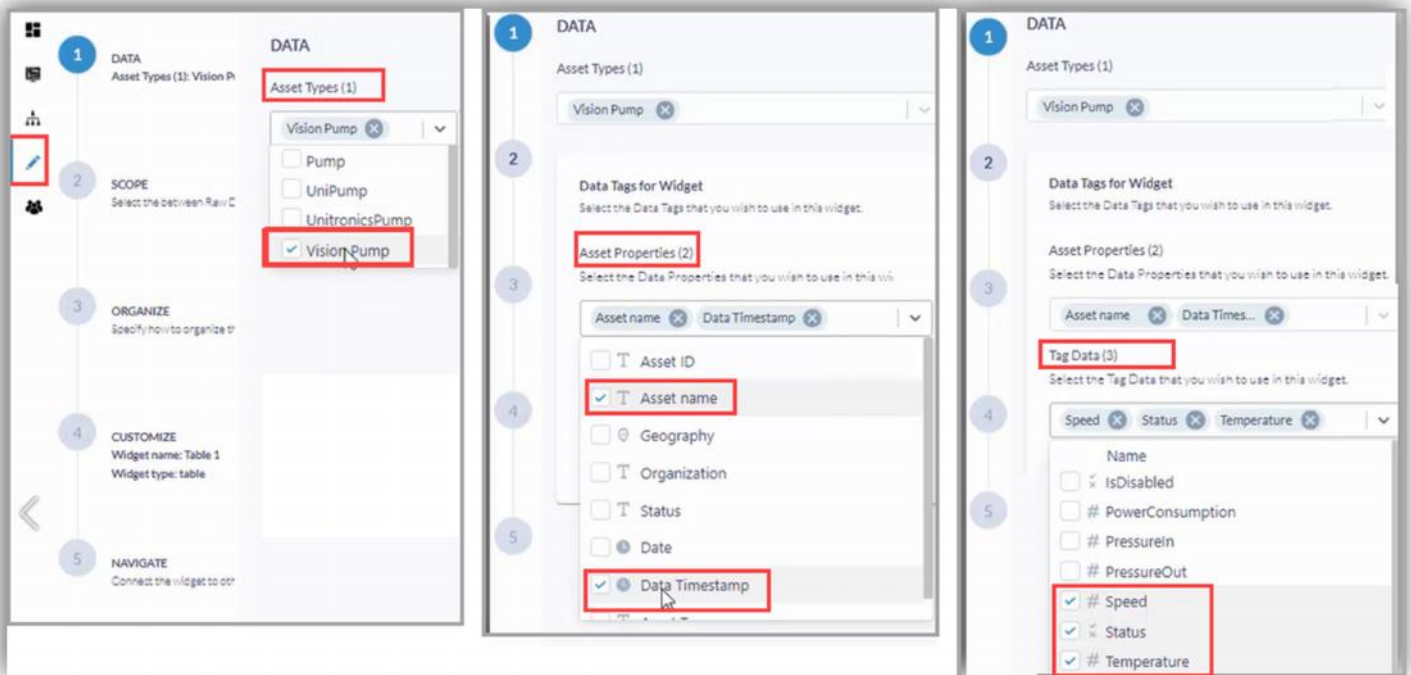 1
DATA
Asset Types (1): Vision P
2
SCOPE
Select the between Raw D
3
ORGANIZE
Specify how to organize th
4
CUSTOMIZE
Widget name: Table 1
Widget type: table
5
NAVIGATE
Connect the widget to oth
DATA
Asset Types (1)
Vision Pump
Pump
UniPump
UnitronicsPump
Vision Pump
1
DATA
Asset Types (1)
Vision Pump
2
Data Tags for Widget
Select the Data Tags that you wish to use in this widget.
Asset Properties (2)
3
Select the Data Properties that you wish to use in this wi
Asset name Data Timestamp
T Asset ID
4
T Asset name
Geography
T Organization
T Status
5
Date
Data Timestamp
1
DATA
Asset Types (1)
Vision Pump
2
Data Tags for Widget
Select the Data Tags that you wish to use in this widget.
Asset Properties (2)
3
Select the Data Properties that you wish to use in this widget.
Asset name Data Times...
Tag Data (3)
Select the Tag Data that you wish to use in this widget.
4
Speed Status Temperature
Name
IsDisabled
5
# PowerConsumption
# PressureIn
# PressureOut
# Speed
Status
# Temperature